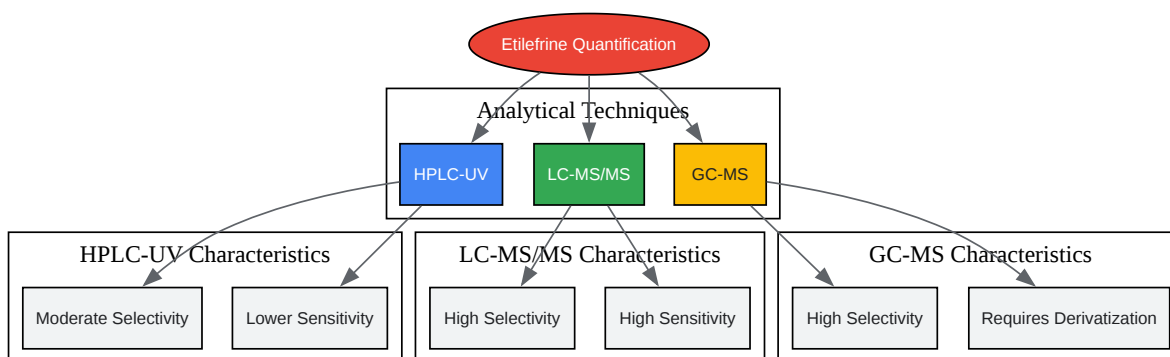 Etilefrine Quantification
Analytical Techniques
HPLC-UV
LC-MS/MS
GC-MS
HPLC-UV Characteristics
LC-MS/MS Characteristics
GC-MS Characteristics
Moderate Selectivity
Lower Sensitivity
High Selectivity
High Sensitivity
High Selectivity
Requires Derivatization